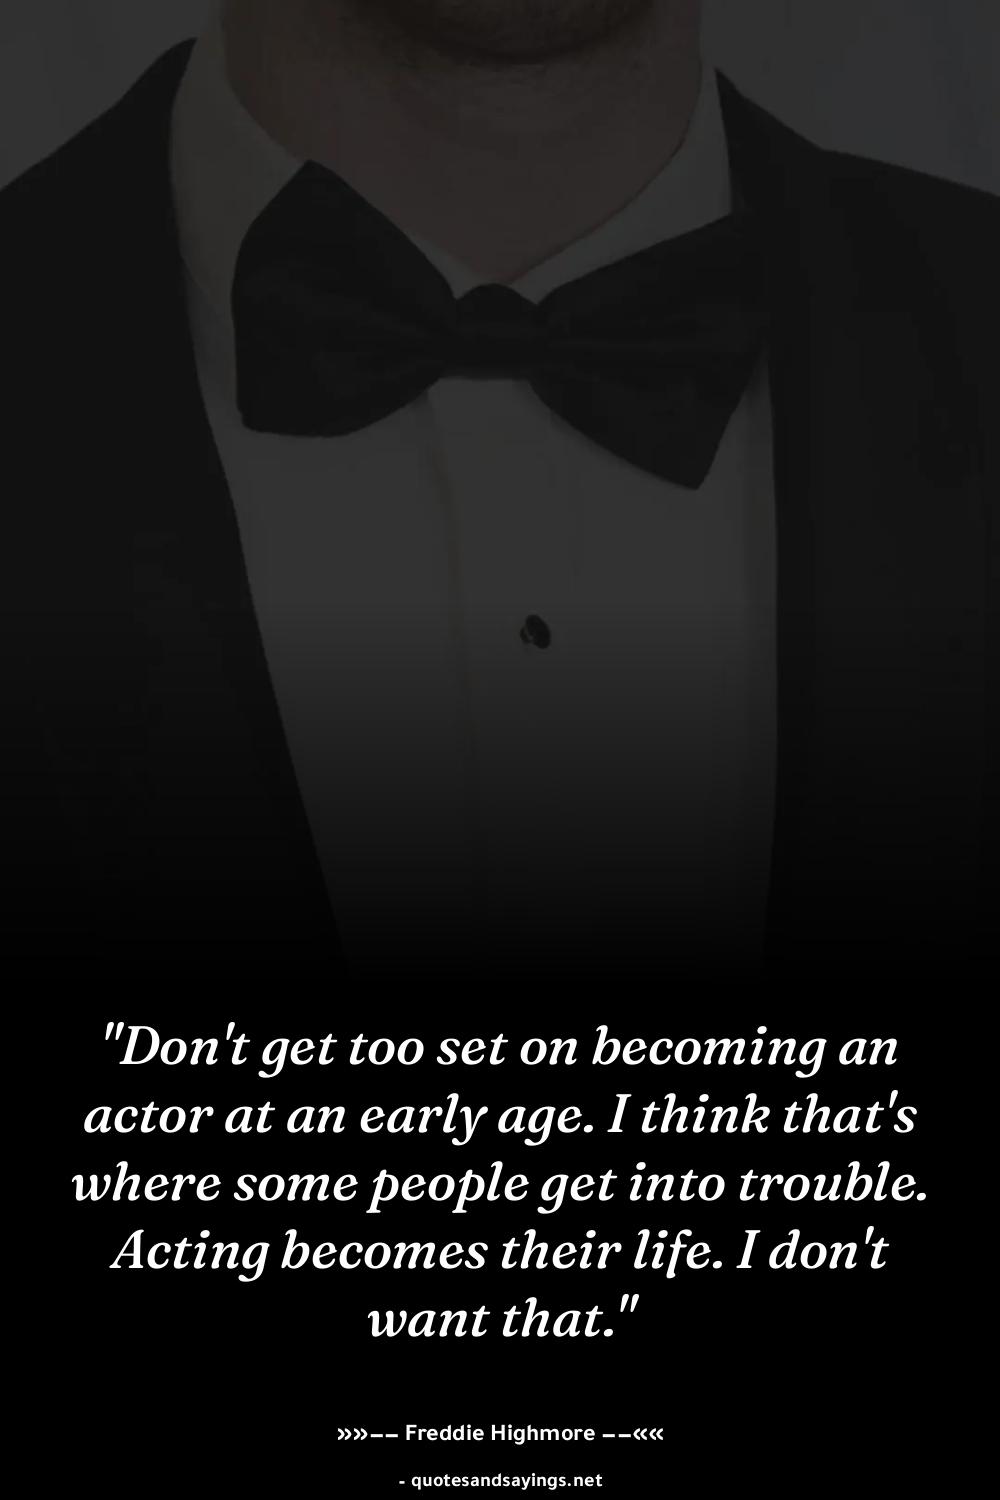 "Don't get too set on becoming an
actor at an early age. I think that's
where some people get into trouble.
Acting becomes their life. I don't
want that."
»»−− Freddie Highmore −−««
- quotesandsayings.net